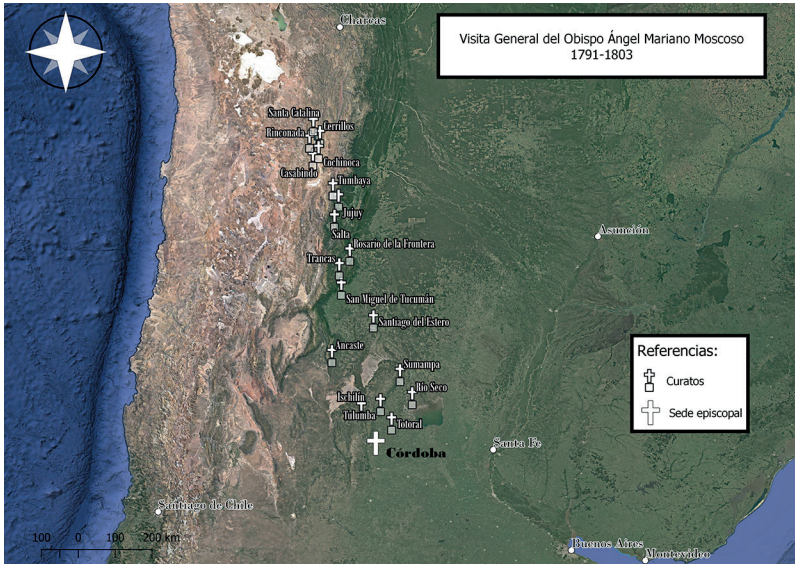 Charcas
Visita General del Obispo Ángel Mariano Moscoso
1791-1803
Santa Catalina
Cerrillos
Rinconada
Cochinoca
Casabindo
Tumbaya
Jujuy
Salta
Rosario de la Frontera
Asunción
Trancas
San Miguel de Tucumán
Santiago del Estero
Ancaste
Sumampa
Río Seco
Ischilín
Tulumba
Totoral
Córdoba
Santa Fe
Referencias:
Curatos
Sede episcopal
Santiago de Chile
Buenos Aires
Montevideo
100 0 100 200 km